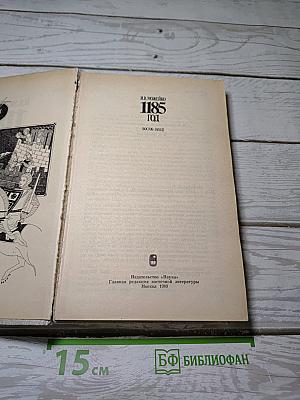 И.В.МОЖЕЙКО
1185
ГОД
ВОСТОК-ЗАПАД
Издательство «Наука»
Главная редакция восточной литературы
Москва 1989
15 см
БФ БИБЛИОФАН